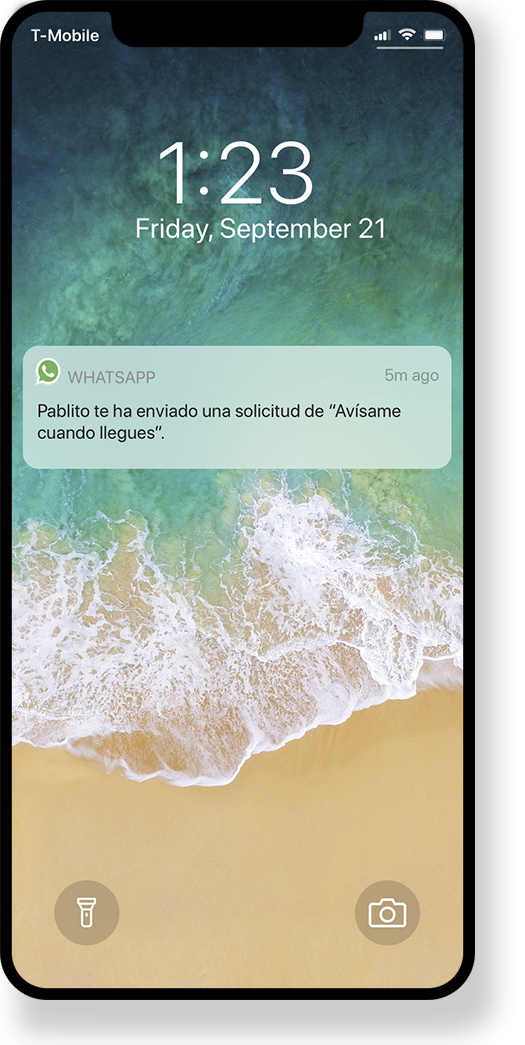 T-Mobile
1:23
Friday, September 21
WHATSAPP 5m ago
Pablito te ha enviado una solicitud de “Avísame
cuando llegues”.